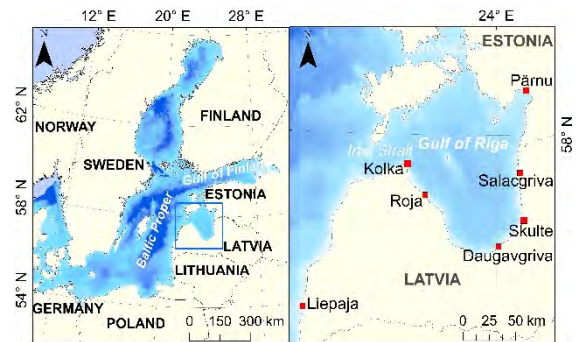 12° E 20° E 28° E
N
62° N
58° N
54° N
NORWAY
FINLAND
SWEDEN
Gulf of Finland
ESTONIA
Baltic Proper
LATVIA
LITHUANIA
GERMANY
POLAND
0 150 300 km
24° E
N
ESTONIA
Pärnu
58° N
Irbe Strait
Gulf of Riga
Kolka
Roja
Salacgriva
Skulte
Daugavgriva
LATVIA
Liepaja
0 25 50 km